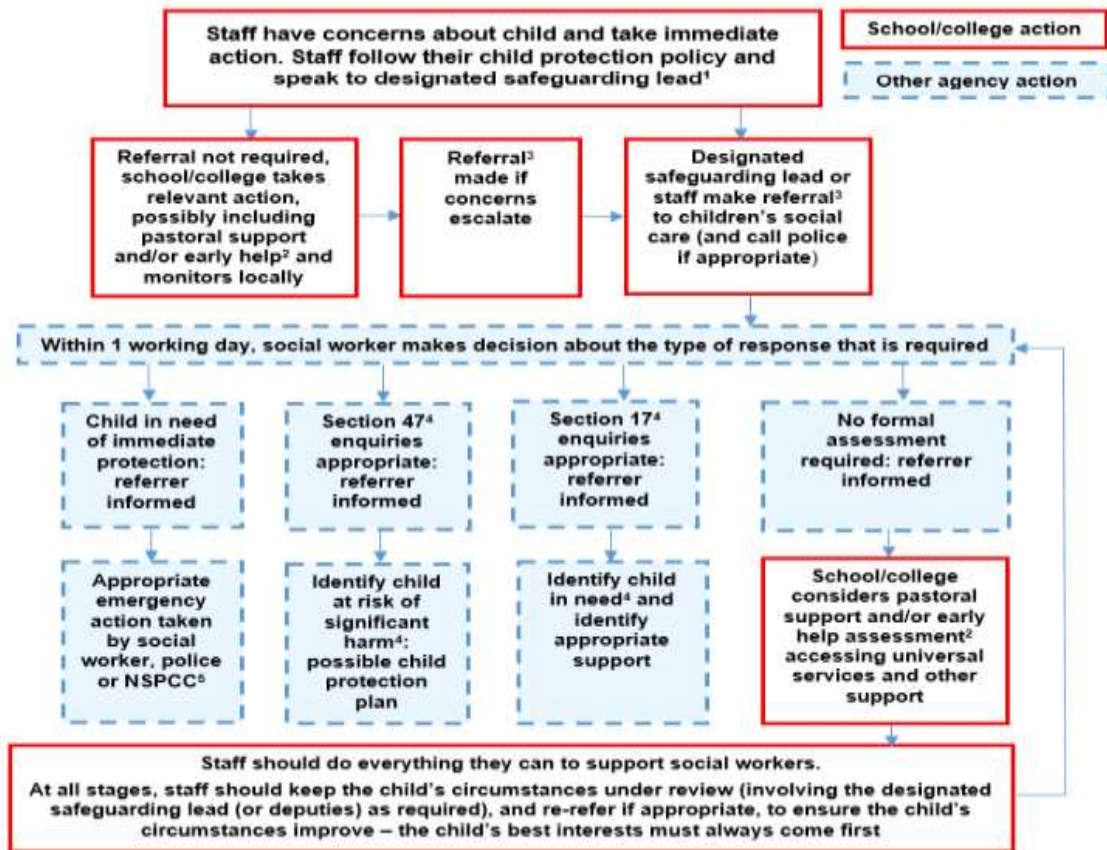 Staff have concerns about child and take immediate
action. Staff follow their child protection policy and
speak to designated safeguarding lead¹
School/college action
Other agency action
Referral not required,
school/college takes
relevant action,
possibly including
pastoral support
and/or early help² and
monitors locally
Referral³
made if
concerns
escalate
Designated
safeguarding lead or
staff make referral³
to children's social
care (and call police
if appropriate)
Within 1 working day, social worker makes decision about the type of response that is required
Child in need
of immediate
protection:
referrer
informed
Section 47⁴
enquiries
appropriate:
referrer
informed
Section 17⁴
enquiries
appropriate:
referrer
informed
No formal
assessment
required: referrer
informed
Appropriate
emergency
action taken
by social
worker, police
or NSPCC⁵
Identify child
at risk of
significant
harm⁴:
possible child
protection
plan
Identify child
in need⁴ and
identify
appropriate
support
School/college
considers pastoral
support and/or early
help assessment²
accessing universal
services and other
support
Staff should do everything they can to support social workers.
At all stages, staff should keep the child's circumstances under review (involving the designated
safeguarding lead (or deputies) as required), and re-refer if appropriate, to ensure the child's
circumstances improve – the child's best interests must always come first